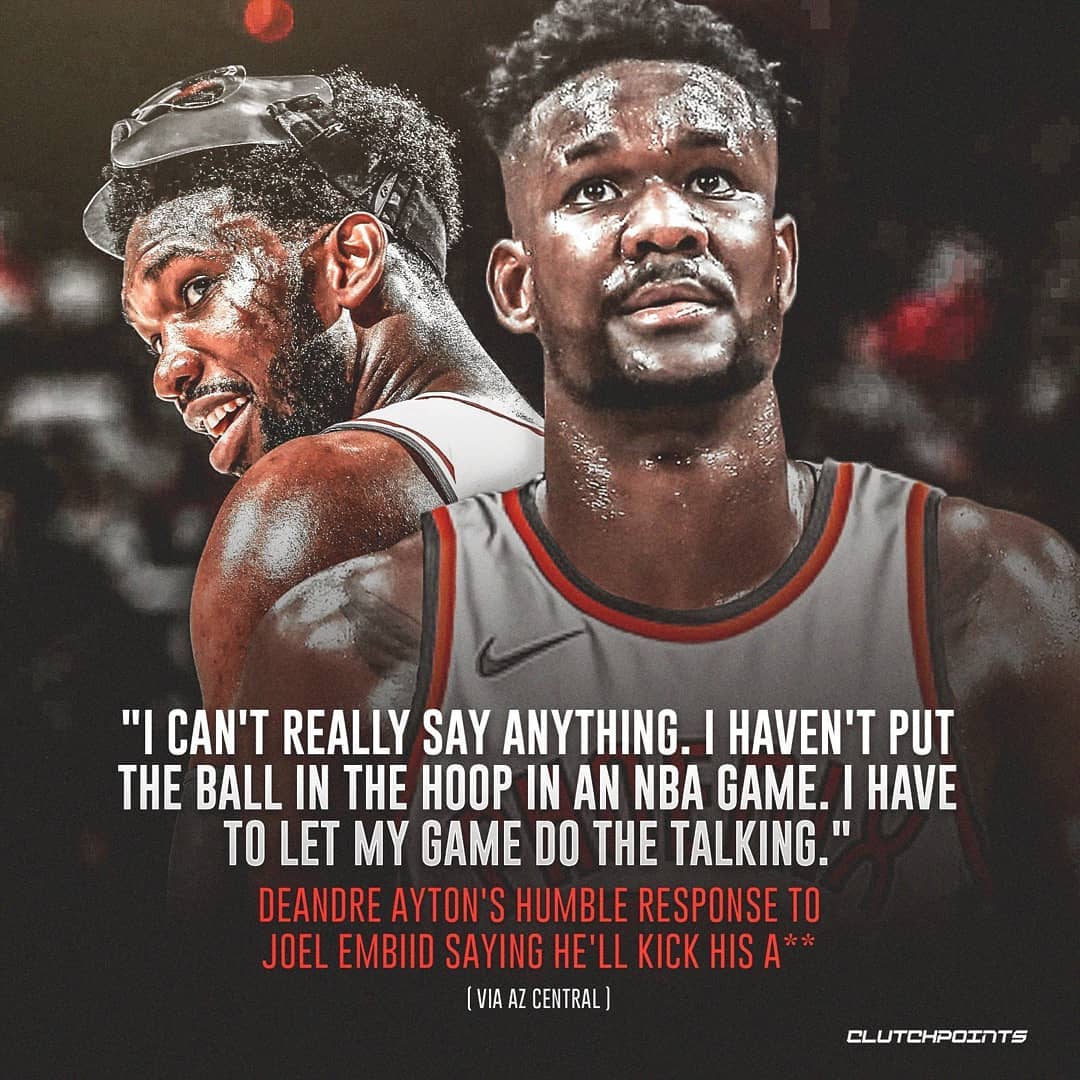 "I CAN'T REALLY SAY ANYTHING. I HAVEN'T PUT
THE BALL IN THE HOOP IN AN NBA GAME. I HAVE
TO LET MY GAME DO THE TALKING."
DEANDRE AYTON'S HUMBLE RESPONSE TO
JOEL EMBIID SAYING HE'LL KICK HIS A**
( VIA AZ CENTRAL )
CLUTCHPOINTS